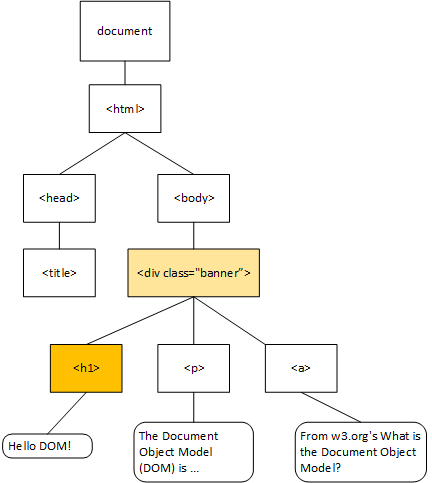 document
<html>
<head>
<body>
<title>
<div class="banner”>
<h1>
<p>
<a>
Hello DOM!
The Document
Object Model
(DOM) is ...
From w3.org's What is
the Document Object
Model?